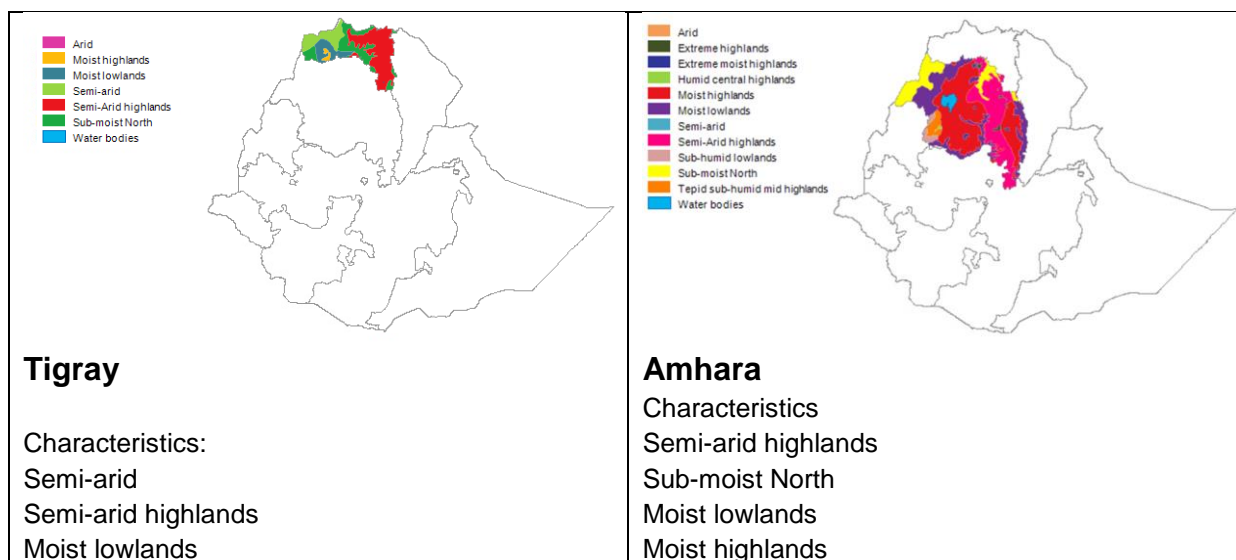 Arid
Moist highlands
Moist lowlands
Semi-arid
Semi-Arid highlands
Sub-moist North
Water bodies
Tigray
Characteristics:
Semi-arid
Semi-arid highlands
Moist lowlands
Arid
Extreme highlands
Extreme moist highlands
Humid central highlands
Moist highlands
Moist lowlands
Semi-arid
Semi-Arid highlands
Sub-humid lowlands
Sub-moist North
Tepid sub-humid mid highlands
Water bodies
Amhara
Characteristics
Semi-arid highlands
Sub-moist North
Moist lowlands
Moist highlands